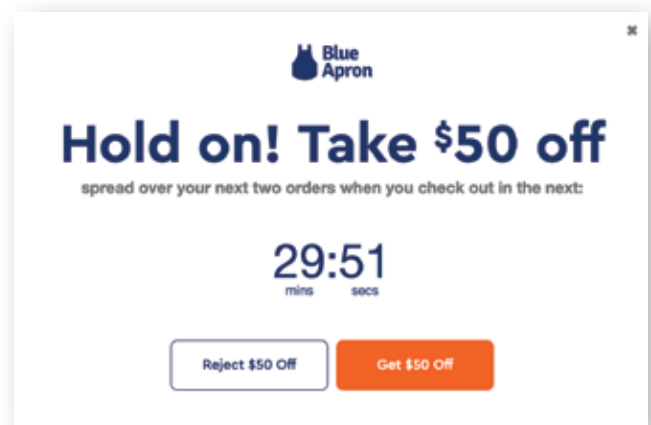 ✖
Blue
Apron
Hold on! Take $50 off
spread over your next two orders when you check out in the next:
29:51
mins secs
Reject $50 Off Get $50 Off